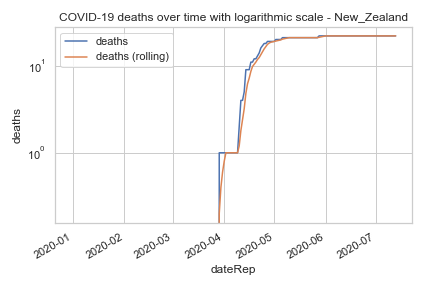 COVID-19 deaths over time with logarithmic scale - New_Zealand
deaths
deaths (rolling)
10¹
10⁰
deaths
2020-01
2020-02
2020-03
2020-04
2020-05
2020-06
2020-07
dateRep